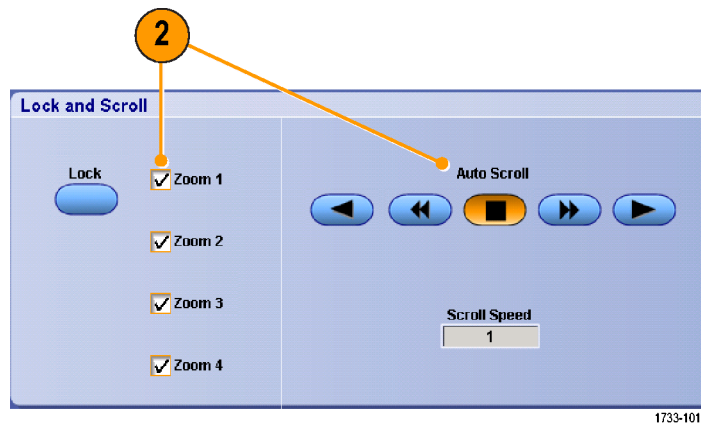 2
Lock and Scroll
Lock
Zoom 1
Auto Scroll
Zoom 2
Zoom 3
Scroll Speed
1
Zoom 4
1733-101